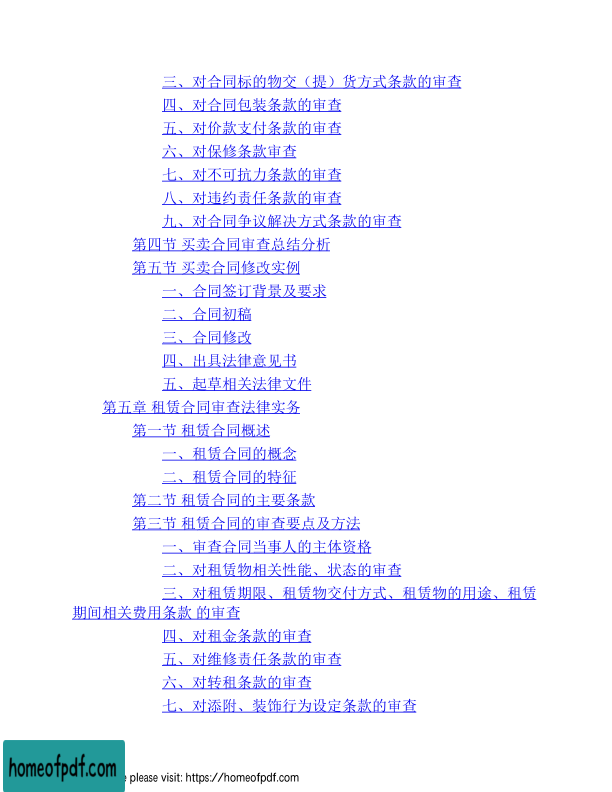 三、对合同标的物交（提）货方式条款的审查
四、对合同包装条款的审查
五、对价款支付条款的审查
六、对保修条款审查
七、对不可抗力条款的审查
八、对违约责任条款的审查
九、对合同争议解决方式条款的审查
第四节 买卖合同审查总结分析
第五节 买卖合同修改实例
一、合同签订背景及要求
二、合同初稿
三、合同修改
四、出具法律意见书
五、起草相关法律文件
第五章 租赁合同审查法律实务
第一节 租赁合同概述
一、租赁合同的概念
二、租赁合同的特征
第二节 租赁合同的主要条款
第三节 租赁合同的审查要点及方法
一、审查合同当事人的主体资格
二、对租赁物相关性能、状态的审查
三、对租赁期限、租赁物交付方式、租赁物的用途、租赁
期间相关费用条款 的审查
四、对租金条款的审查
五、对维修责任条款的审查
六、对转租条款的审查
七、对添附、装饰行为设定条款的审查
homeofpdf.com
please visit: https://homeofpdf.com